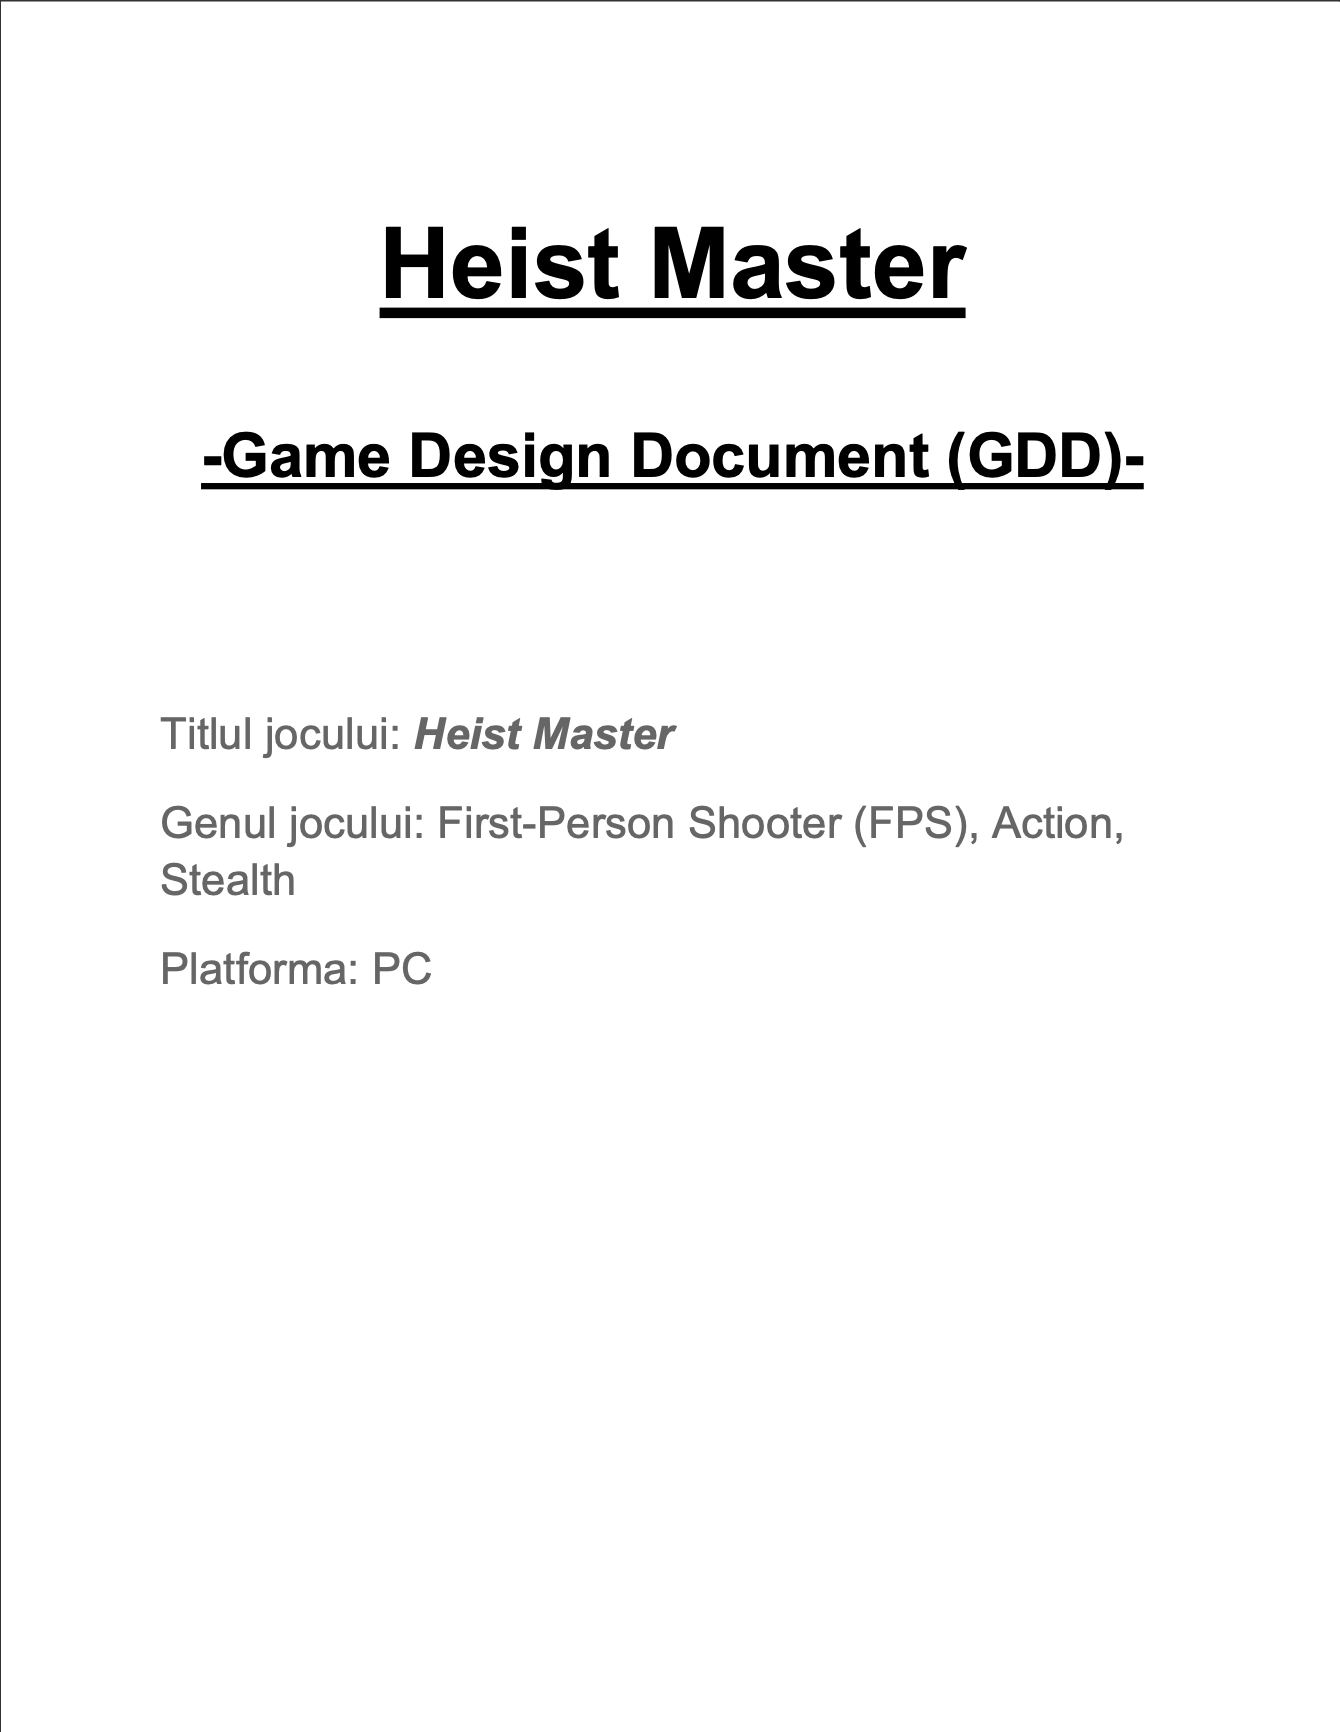 Heist Master
-Game Design Document (GDD)-
Titlul jocului: Heist Master
Genul jocului: First-Person Shooter (FPS), Action,
Stealth
Platforma: PC